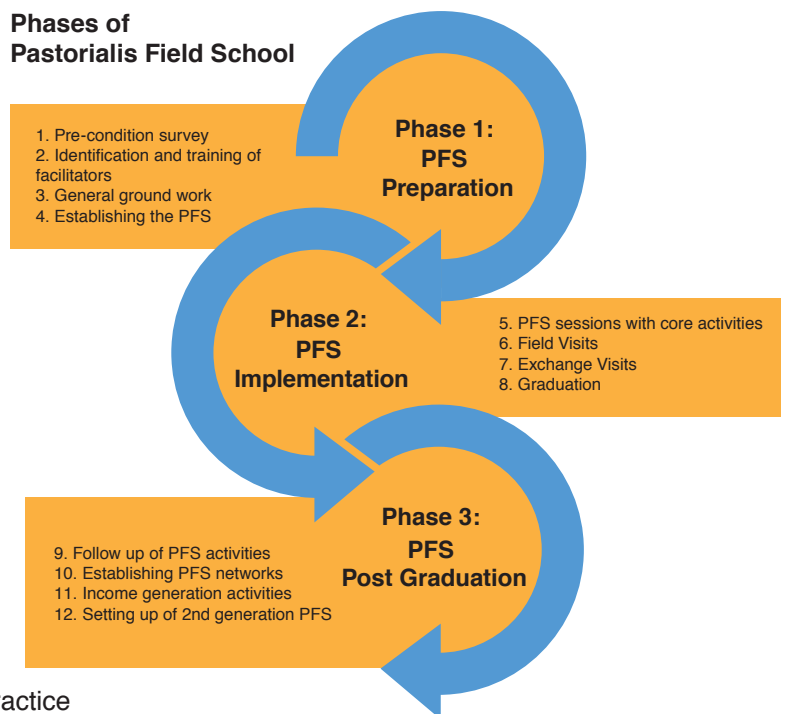 Phases of
Pastorialis Field School
Phase 1:
PFS
Preparation
1. Pre-condition survey
2. Identification and training of
facilitators
3. General ground work
4. Establishing the PFS
Phase 2:
PFS
Implementation
5. PFS sessions with core activities
6. Field Visits
7. Exchange Visits
8. Graduation
Phase 3:
PFS
Post Graduation
9. Follow up of PFS activities
10. Establishing PFS networks
11. Income generation activities
12. Setting up of 2nd generation PFS
ractice